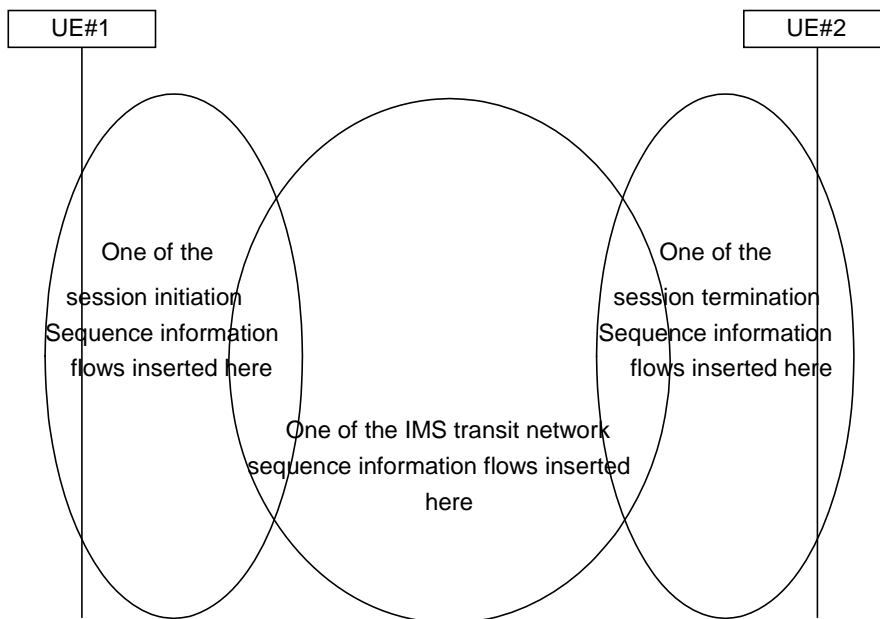 UE#1
UE#2
One of the
session initiation
Sequence information
flows inserted here
One of the
session termination
Sequence information
flows inserted here
One of the IMS transit network
sequence information flows inserted
here